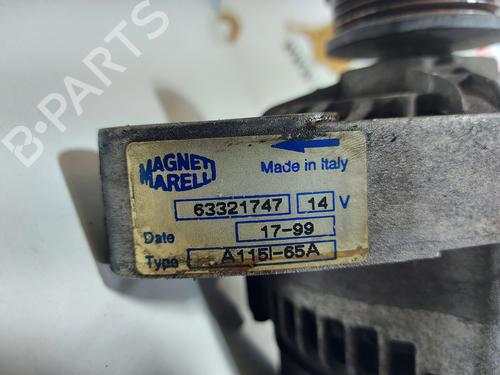 B-PARTS
MAGNETI
MARELLI
Made in Italy
63321747 14 V
Date 17-99
Type A115I-65A